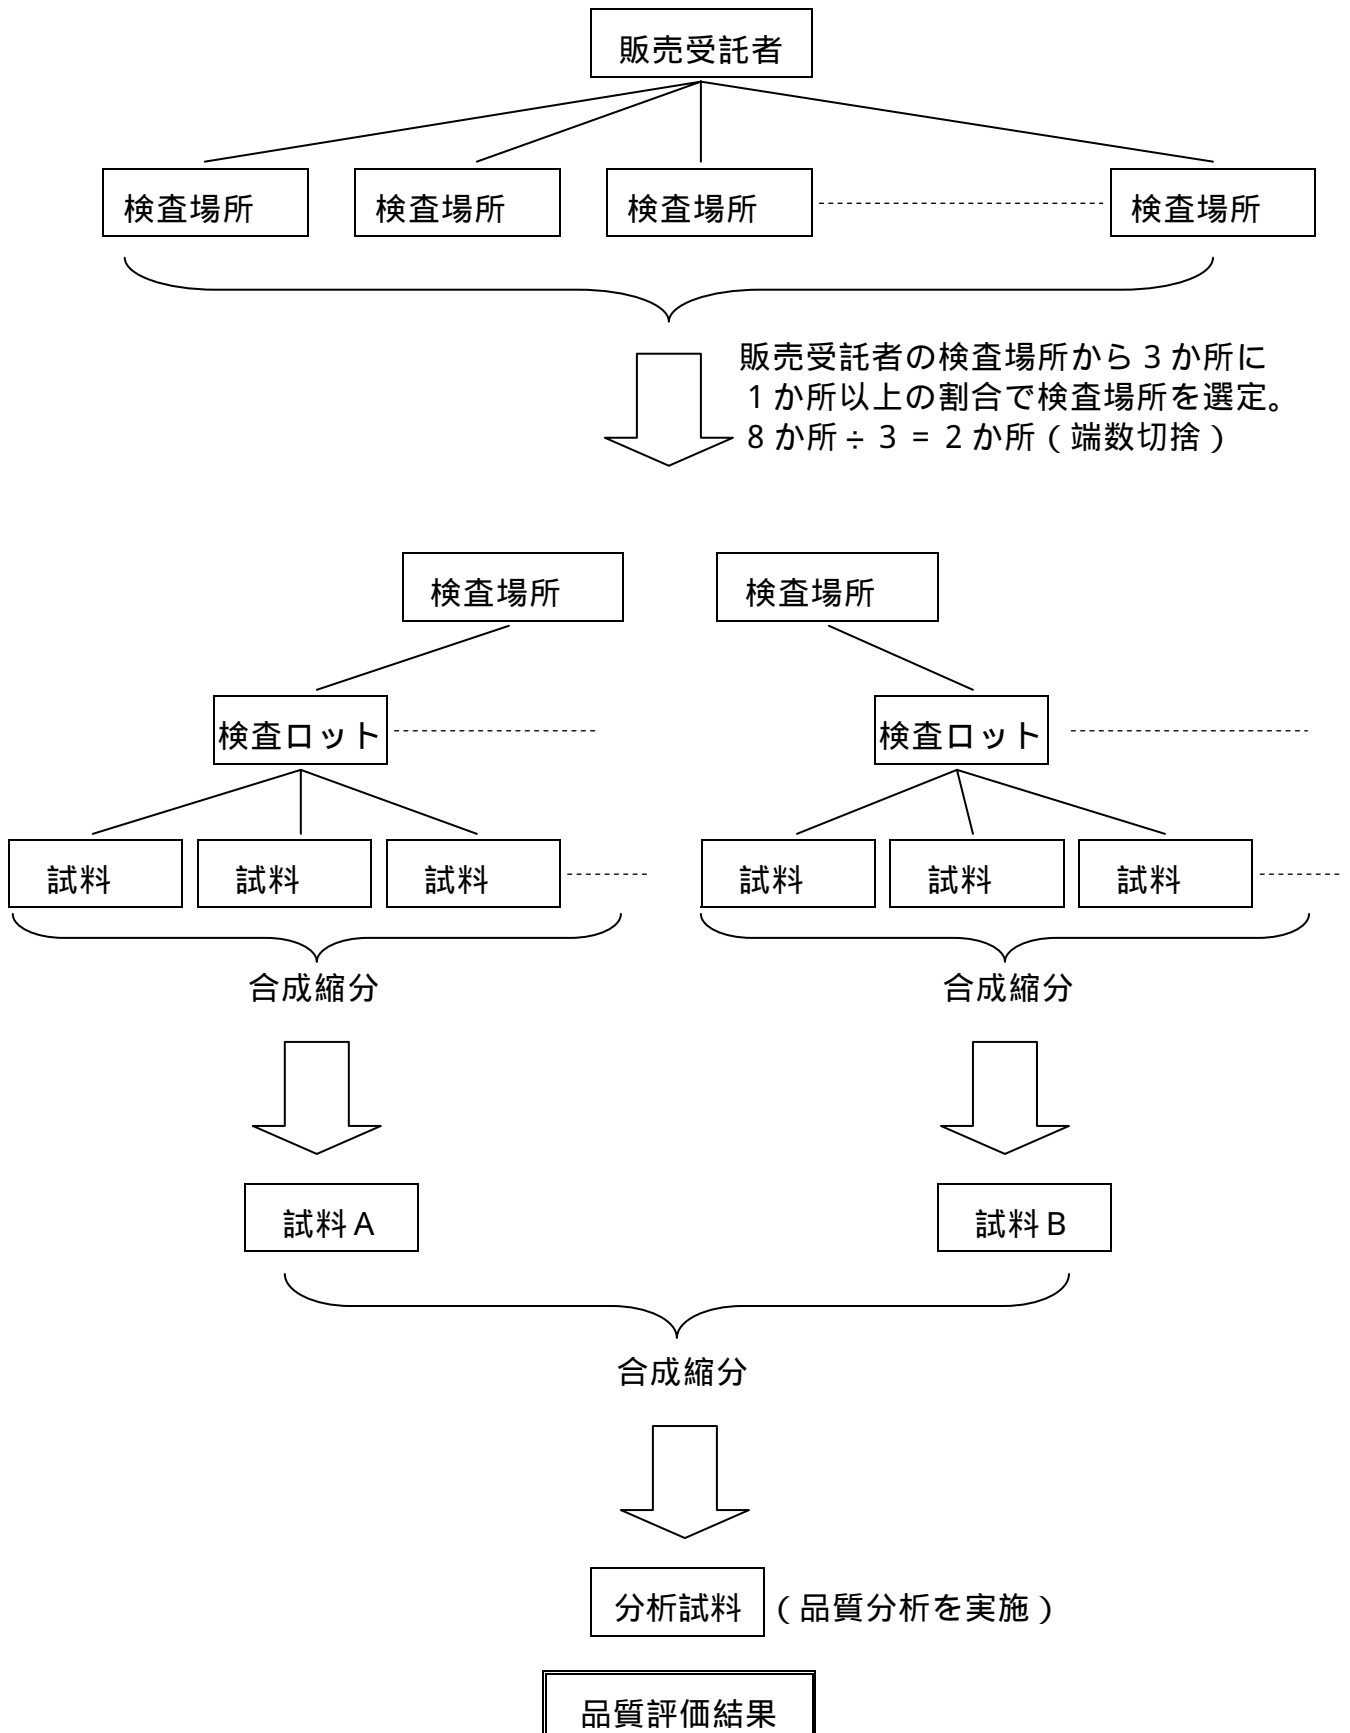 販売受託者
検査場所 検査場所 検査場所 検査場所
販売受託者の検査場所から3か所に
1か所以上の割合で検査場所を選定。
8か所÷3=2か所(端数切捨)
検査場所 検査場所
検査ロット 検査ロット
試料 試料 試料 試料 試料 試料
合成縮分 合成縮分
試料A 試料B
合成縮分
分析試料 (品質分析を実施)
品質評価結果